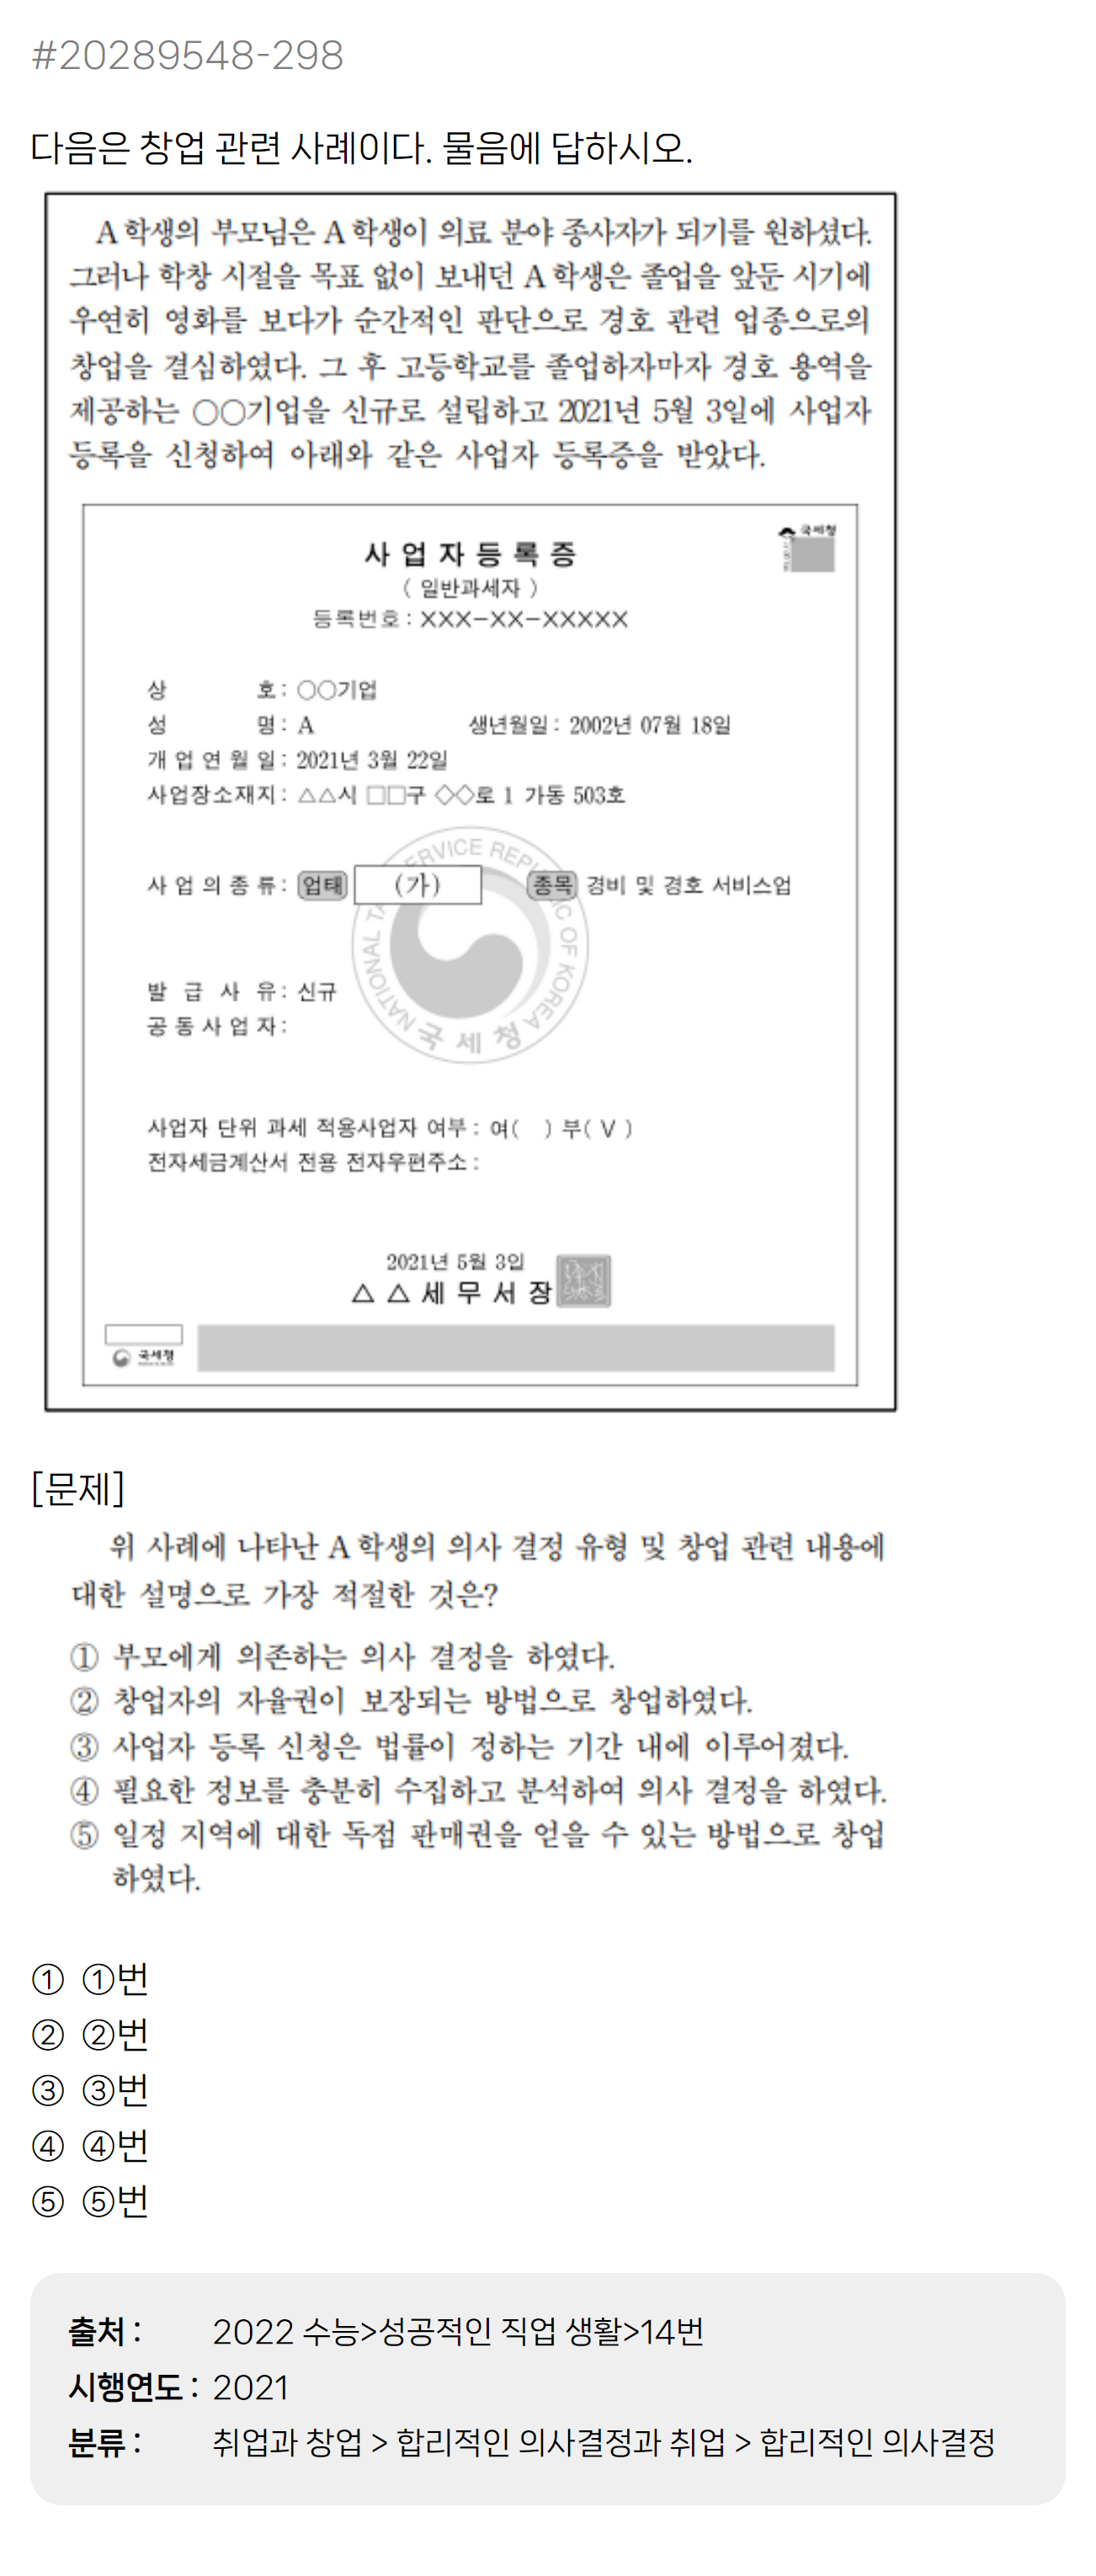 #20289548-298
다음은 창업 관련 사례이다. 물음에 답하시오.
A 학생의 부모님은 A 학생이 의료 분야 종사자가 되기를 원하셨다.
그러나 학창 시절을 목표 없이 보내던 A 학생은 졸업을 앞둔 시기에
우연히 영화를 보다가 순간적인 판단으로 경호 관련 업종으로의
창업을 결심하였다. 그 후 고등학교를 졸업하자마자 경호 용역을
제공하는 ○○기업을 신규로 설립하고 2021년 5월 3일에 사업자
등록을 신청하여 아래와 같은 사업자 등록증을 받았다.
국세청
사업자등록증
( 일반과세자 )
등록번호 : XXX-XX-XXXXX
상 호 : ○○기업
성 명 : A 생년월일 : 2002년 07월 18일
개업연월일 : 2021년 3월 22일
사업장소재지 : △△시 □□구 ◇◇로 1 가동 503호
사업의종류 : 업태 (가) 종목 경비 및 경호 서비스업
NATIONAL TA SERVICE REPUBLIC OF KOREA
국세청
발급사유 : 신규
공동사업자 :
사업자 단위 과세 적용사업자 여부 : 여( ) 부( V )
전자세금계산서 전용 전자우편주소 :
2021년 5월 3일
△△세무서장
국세청
[문제]
위 사례에 나타난 A 학생의 의사 결정 유형 및 창업 관련 내용에
대한 설명으로 가장 적절한 것은?
① 부모에게 의존하는 의사 결정을 하였다.
② 창업자의 자율권이 보장되는 방법으로 창업하였다.
③ 사업자 등록 신청은 법률이 정하는 기간 내에 이루어졌다.
④ 필요한 정보를 충분히 수집하고 분석하여 의사 결정을 하였다.
⑤ 일정 지역에 대한 독점 판매권을 얻을 수 있는 방법으로 창업
하였다.
① ①번
② ②번
③ ③번
④ ④번
⑤ ⑤번
출처 : 2022 수능>성공적인 직업 생활>14번
시행연도 : 2021
분류 : 취업과 창업 > 합리적인 의사결정과 취업 > 합리적인 의사결정